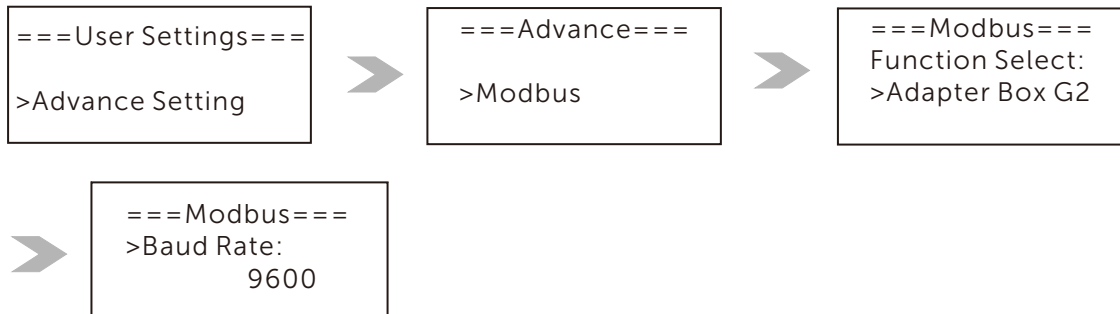 ===User Settings===
>Advance Setting
===Advance===
>Modbus
===Modbus===
Function Select:
>Adapter Box G2
===Modbus===
>Baud Rate:
9600